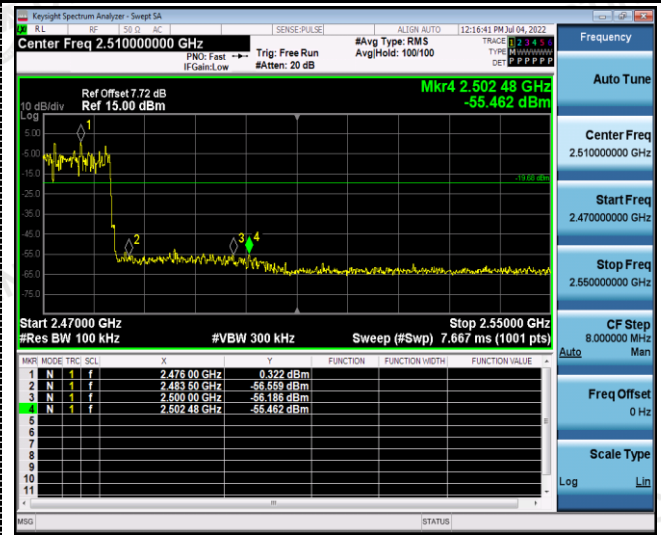 Keysight Spectrum Analyzer - Swept SA
RL RF 50 Ω AC SENSE:PULSE ALIGN AUTO 12:16:41 PM Jul 04, 2022
Center Freq 2.510000000 GHz
PNO: Fast
IFGain:Low
Trig: Free Run
#Atten: 20 dB
#Avg Type: RMS
Avg|Hold: 100/100
TRACE 1 2 3 4 5 6
TYPE M W W W W W
DET P P P P P P
Frequency
Mkr4 2.502 48 GHz
-55.462 dBm
Ref Offset 7.72 dB
10 dB/div Ref 15.00 dBm
Log
5.00
-5.00
-15.0
-25.0
-45.0
-55.0
-65.0
-75.0
1
2
3
4
-19.68 dBm
Start 2.47000 GHz Stop 2.55000 GHz
#Res BW 100 kHz #VBW 300 kHz Sweep (#Swp) 7.667 ms (1001 pts)
MKR MODE TRC SCL X Y FUNCTION FUNCTION WIDTH FUNCTION VALUE
1 N 1 f 2.476 00 GHz 0.322 dBm
2 N 1 f 2.483 50 GHz -56.559 dBm
3 N 1 f 2.500 00 GHz -56.186 dBm
4 N 1 f 2.502 48 GHz -55.462 dBm
5
6
7
8
9
10
11
MSG STATUS
Auto Tune
Center Freq
2.510000000 GHz
Start Freq
2.470000000 GHz
Stop Freq
2.550000000 GHz
CF Step
8.000000 MHz
Auto Man
Freq Offset
0 Hz
Scale Type
Log Lin